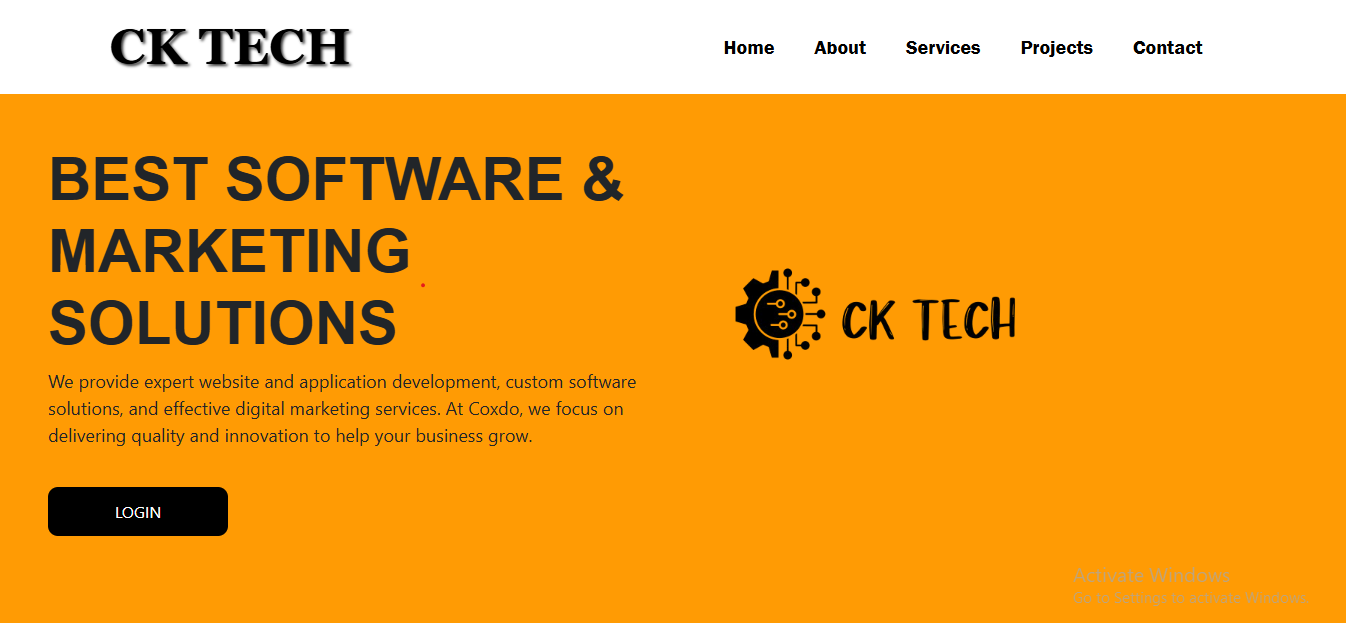 CK TECH
Home About Services Projects Contact
BEST SOFTWARE &
MARKETING
SOLUTIONS
CK TECH
We provide expert website and application development, custom software
solutions, and effective digital marketing services. At Coxdo, we focus on
delivering quality and innovation to help your business grow.
LOGIN
Activate Windows
Go to Settings to activate Windows.